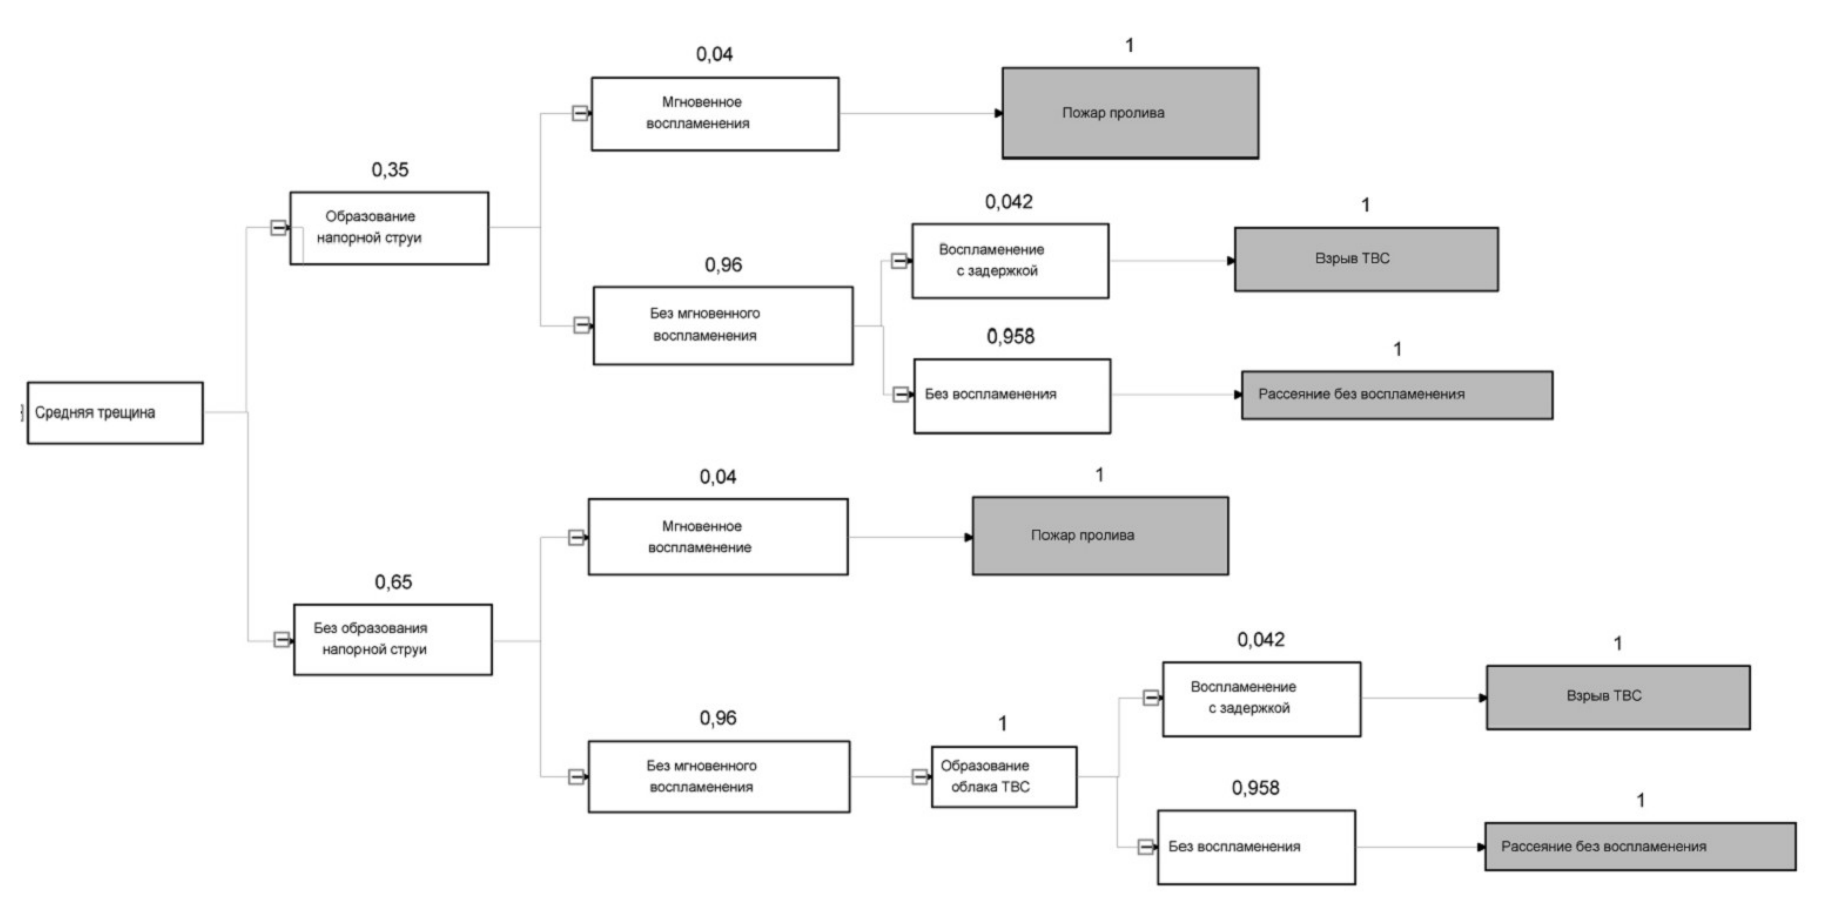 0,04
Мгновенное
воспламенения
1
Пожар пролива
0,35
Образование
напорной струи
0,96
Без мгновенного
воспламенения
0,042
Воспламенение
с задержкой
1
Взрыв ТВС
0,958
Без воспламенения
1
Рассеяние без воспламенения
Средняя трещина
0,04
Мгновенное
воспламенение
1
Пожар пролива
0,65
Без образования
напорной струи
0,96
Без мгновенного
воспламенения
1
Образование
облака ТВС
0,042
Воспламенение
с задержкой
1
Взрыв ТВС
0,958
Без воспламенения
1
Рассеяние без воспламенения